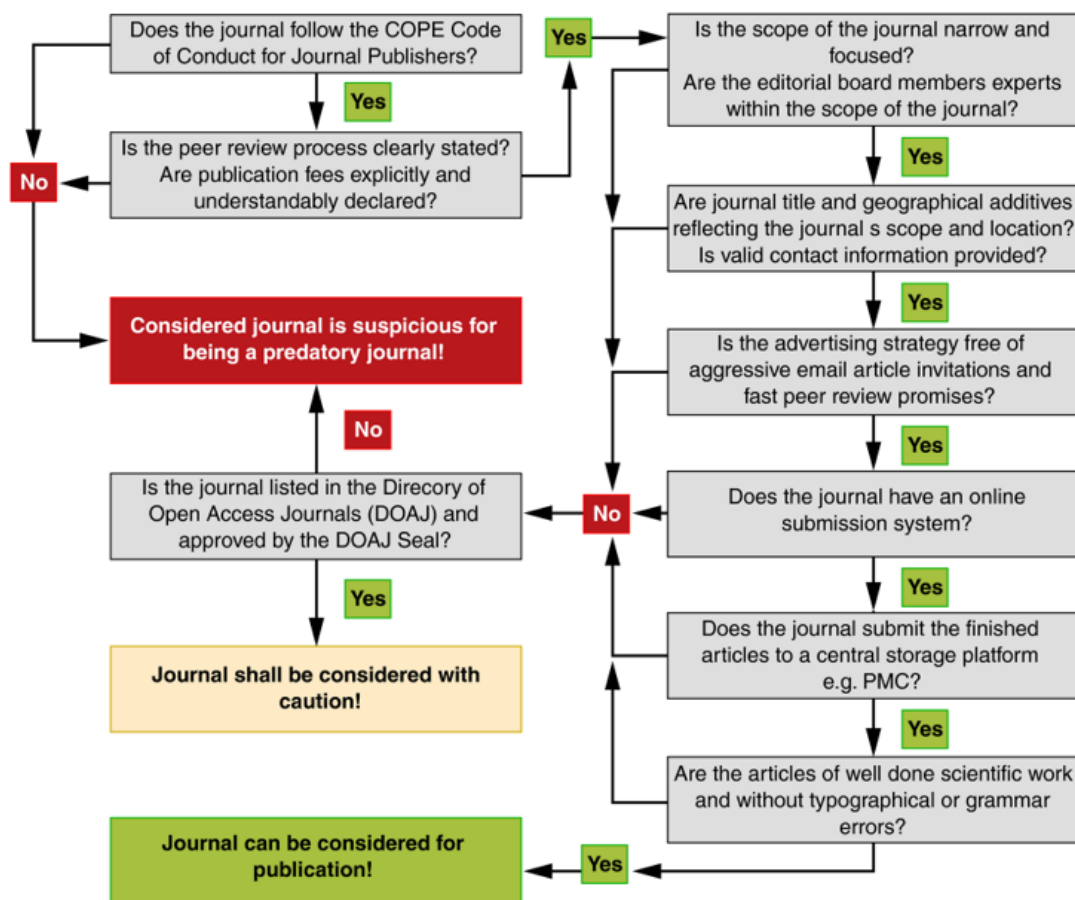 Does the journal follow the COPE Code
of Conduct for Journal Publishers?
Yes
Is the peer review process clearly stated?
Are publication fees explicitly and
understandably declared?
No
Yes
Is the scope of the journal narrow and
focused?
Are the editorial board members experts
within the scope of the journal?
Yes
Are journal title and geographical additives
reflecting the journal s scope and location?
Is valid contact information provided?
Yes
Is the advertising strategy free of
aggressive email article invitations and
fast peer review promises?
Yes
Does the journal have an online
submission system?
Yes
Does the journal submit the finished
articles to a central storage platform
e.g. PMC?
Yes
Are the articles of well done scientific work
and without typographical or grammar
errors?
No
Considered journal is suspicious for
being a predatory journal!
No
Is the journal listed in the Direcory of
Open Access Journals (DOAJ) and
approved by the DOAJ Seal?
Yes
Journal shall be considered with
caution!
Journal can be considered for
publication!
Yes